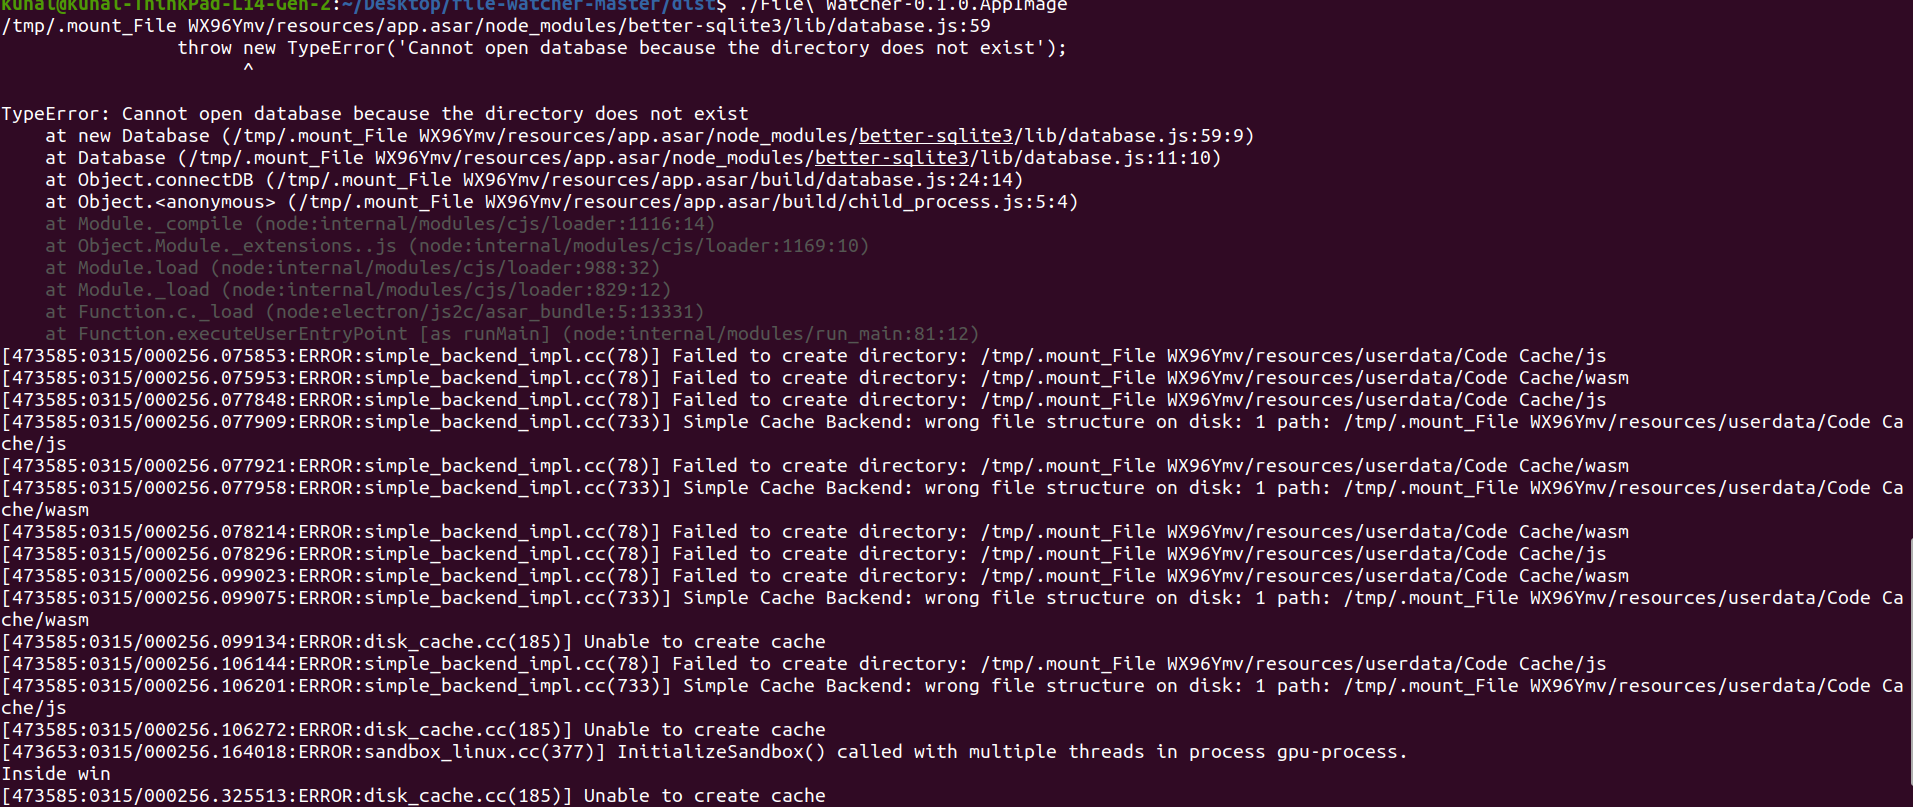 kunal@kunal-ThinkPad-L14-Gen-2:~/Desktop/file-watcher-master/dist$ ./File\ Watcher-0.1.0.AppImage
/tmp/.mount_File WX96Ymv/resources/app.asar/node_modules/better-sqlite3/lib/database.js:59
                throw new TypeError('Cannot open database because the directory does not exist');
                      ^
TypeError: Cannot open database because the directory does not exist
    at new Database (/tmp/.mount_File WX96Ymv/resources/app.asar/node_modules/better-sqlite3/lib/database.js:59:9)
    at Database (/tmp/.mount_File WX96Ymv/resources/app.asar/node_modules/better-sqlite3/lib/database.js:11:10)
    at Object.connectDB (/tmp/.mount_File WX96Ymv/resources/app.asar/build/database.js:24:14)
    at Object.<anonymous> (/tmp/.mount_File WX96Ymv/resources/app.asar/build/child_process.js:5:4)
    at Module._compile (node:internal/modules/cjs/loader:1116:14)
    at Object.Module._extensions..js (node:internal/modules/cjs/loader:1169:10)
    at Module.load (node:internal/modules/cjs/loader:988:32)
    at Module._load (node:internal/modules/cjs/loader:829:12)
    at Function.c._load (node:electron/js2c/asar_bundle:5:13331)
    at Function.executeUserEntryPoint [as runMain] (node:internal/modules/run_main:81:12)
[473585:0315/000256.075853:ERROR:simple_backend_impl.cc(78)] Failed to create directory: /tmp/.mount_File WX96Ymv/resources/userdata/Code Cache/js
[473585:0315/000256.075953:ERROR:simple_backend_impl.cc(78)] Failed to create directory: /tmp/.mount_File WX96Ymv/resources/userdata/Code Cache/wasm
[473585:0315/000256.077848:ERROR:simple_backend_impl.cc(78)] Failed to create directory: /tmp/.mount_File WX96Ymv/resources/userdata/Code Cache/js
[473585:0315/000256.077909:ERROR:simple_backend_impl.cc(733)] Simple Cache Backend: wrong file structure on disk: 1 path: /tmp/.mount_File WX96Ymv/resources/userdata/Code Ca
che/js
[473585:0315/000256.077921:ERROR:simple_backend_impl.cc(78)] Failed to create directory: /tmp/.mount_File WX96Ymv/resources/userdata/Code Cache/wasm
[473585:0315/000256.077958:ERROR:simple_backend_impl.cc(733)] Simple Cache Backend: wrong file structure on disk: 1 path: /tmp/.mount_File WX96Ymv/resources/userdata/Code Ca
che/wasm
[473585:0315/000256.078214:ERROR:simple_backend_impl.cc(78)] Failed to create directory: /tmp/.mount_File WX96Ymv/resources/userdata/Code Cache/wasm
[473585:0315/000256.078296:ERROR:simple_backend_impl.cc(78)] Failed to create directory: /tmp/.mount_File WX96Ymv/resources/userdata/Code Cache/js
[473585:0315/000256.099023:ERROR:simple_backend_impl.cc(78)] Failed to create directory: /tmp/.mount_File WX96Ymv/resources/userdata/Code Cache/wasm
[473585:0315/000256.099075:ERROR:simple_backend_impl.cc(733)] Simple Cache Backend: wrong file structure on disk: 1 path: /tmp/.mount_File WX96Ymv/resources/userdata/Code Ca
che/wasm
[473585:0315/000256.099134:ERROR:disk_cache.cc(185)] Unable to create cache
[473585:0315/000256.106144:ERROR:simple_backend_impl.cc(78)] Failed to create directory: /tmp/.mount_File WX96Ymv/resources/userdata/Code Cache/js
[473585:0315/000256.106201:ERROR:simple_backend_impl.cc(733)] Simple Cache Backend: wrong file structure on disk: 1 path: /tmp/.mount_File WX96Ymv/resources/userdata/Code Ca
che/js
[473585:0315/000256.106272:ERROR:disk_cache.cc(185)] Unable to create cache
[473653:0315/000256.164018:ERROR:sandbox_linux.cc(377)] InitializeSandbox() called with multiple threads in process gpu-process.
Inside win
[473585:0315/000256.325513:ERROR:disk_cache.cc(185)] Unable to create cache